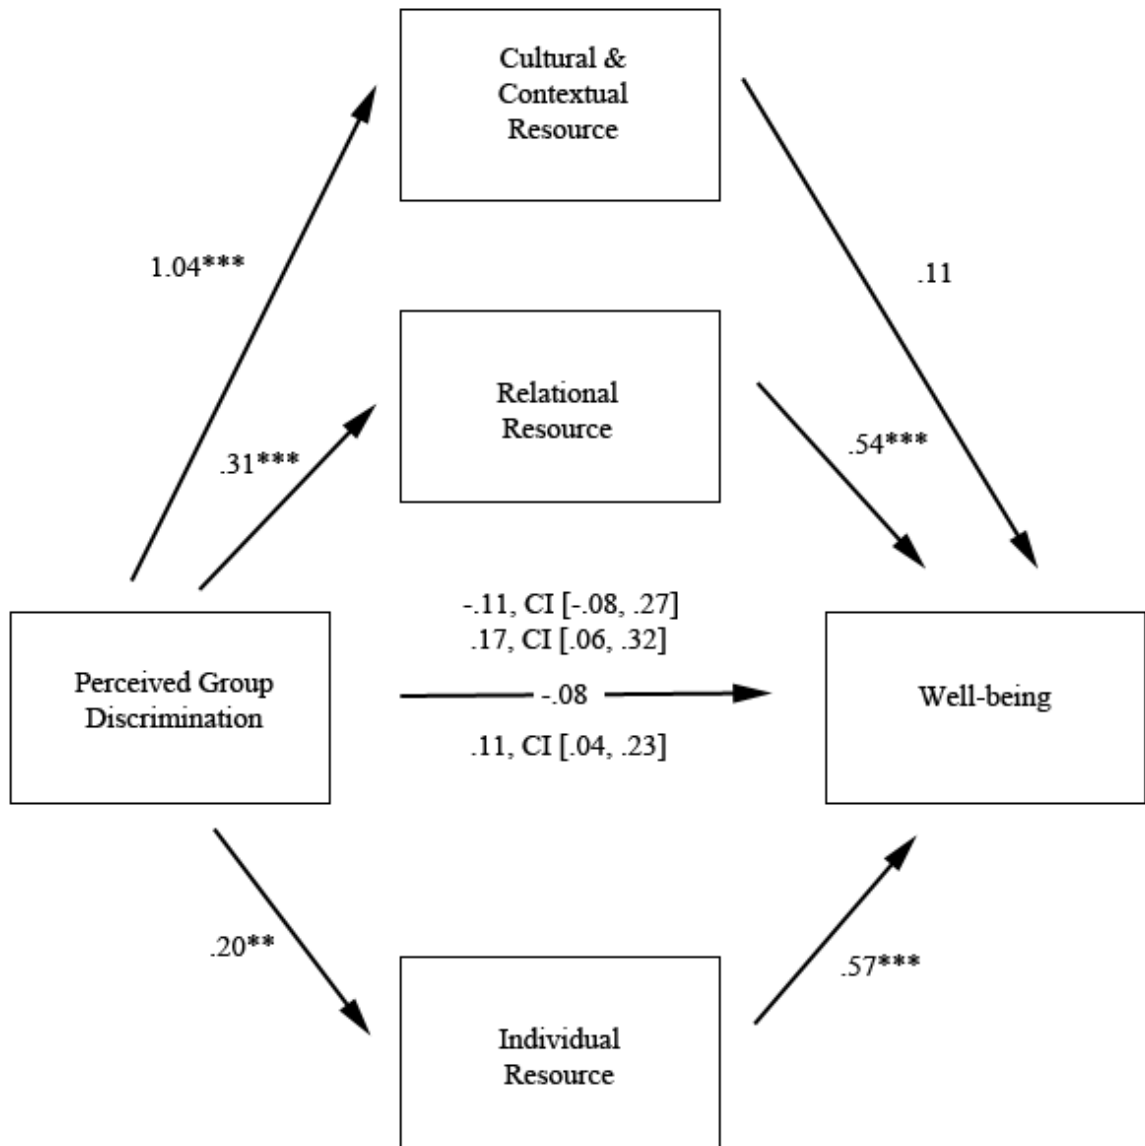 Cultural &
Contextual
Resource
1.04***
.11
Relational
Resource
.31***
.54***
-.11, CI [-.08, .27]
.17, CI [.06, .32]
Perceived Group
Discrimination
-.08
Well-being
.11, CI [.04, .23]
.20**
.57***
Individual
Resource